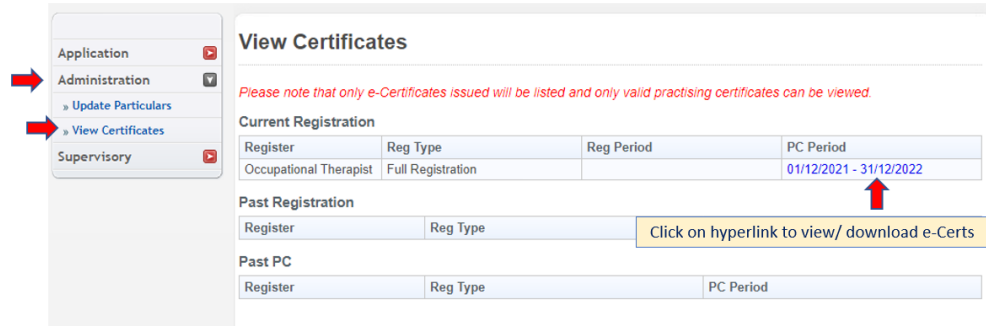 View Certificates
Application
Administration
» Update Particulars
» View Certificates
Supervisory
Please note that only e-Certificates issued will be listed and only valid practising certificates can be viewed.
Current Registration
Register Reg Type Reg Period PC Period
Occupational Therapist Full Registration 01/12/2021 - 31/12/2022
Past Registration
Register Reg Type
Click on hyperlink to view/ download e-Certs
Past PC
Register Reg Type PC Period